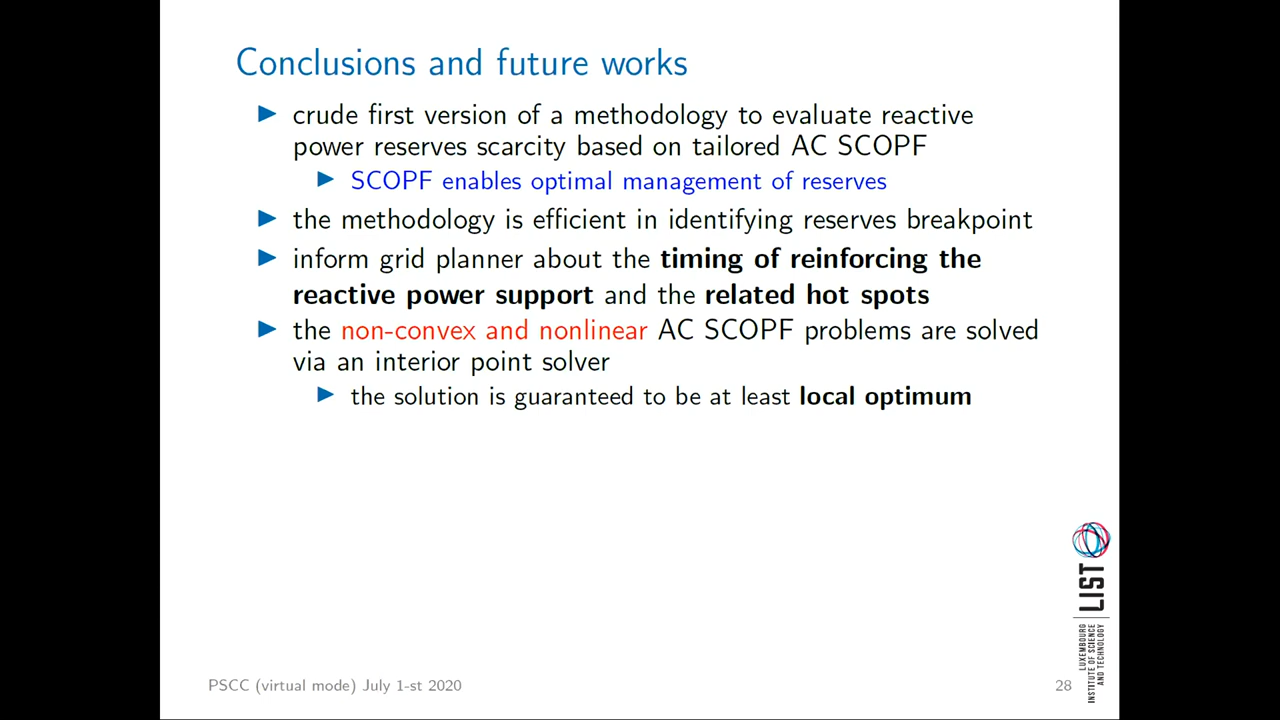 Conclusions and future works
crude first version of a methodology to evaluate reactive
power reserves scarcity based on tailored AC SCOPF
SCOPF enables optimal management of reserves
the methodology is efficient in identifying reserves breakpoint
inform grid planner about the timing of reinforcing the
reactive power support and the related hot spots
the non-convex and nonlinear AC SCOPF problems are solved
via an interior point solver
the solution is guaranteed to be at least local optimum
LIST
LUXEMBOURG
INSTITUTE OF SCIENCE
AND TECHNOLOGY
PSCC (virtual mode) July 1-st 2020
28